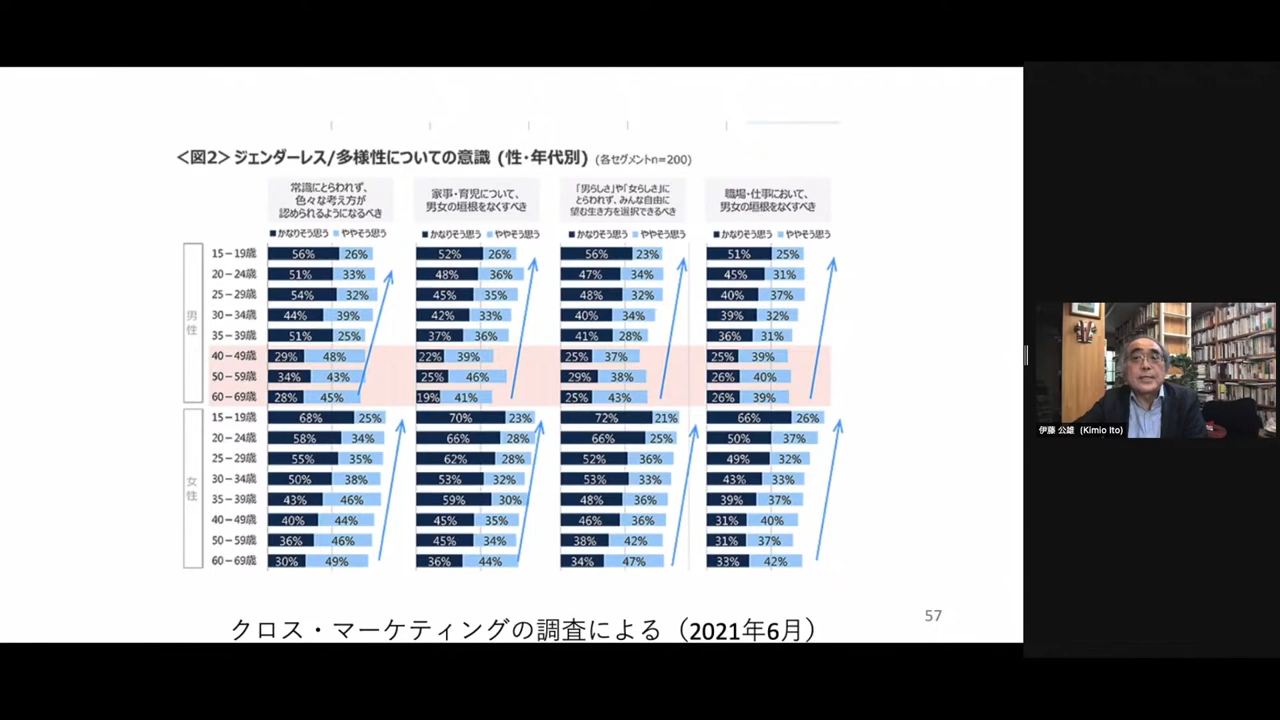 <図2> ジェンダーレス/多様性についての意識 (性・年代別) (各セグメントn=200)
常識にとらわれず、
色々な考え方が
認められるようになるべき
家事・育児について、
男女の垣根をなくすべき
「男らしさ」や「女らしさ」に
とらわれず、みんな自由に
望む生き方を選択できるべき
職場・仕事において、
男女の垣根をなくすべき
■かなりそう思う ■ややそう思う ■かなりそう思う ■ややそう思う ■かなりそう思う ■ややそう思う ■かなりそう思う ■ややそう思う
男性
15-19歳 56% 26% 52% 26% 56% 23% 51% 25%
20-24歳 51% 33% 48% 36% 47% 34% 45% 31%
25-29歳 54% 32% 45% 35% 48% 32% 40% 37%
30-34歳 44% 39% 42% 33% 40% 34% 39% 32%
35-39歳 51% 25% 37% 36% 41% 28% 36% 31%
40-49歳 29% 48% 22% 39% 25% 37% 25% 39%
50-59歳 34% 43% 25% 46% 29% 38% 26% 40%
60-69歳 28% 45% 19% 41% 25% 43% 26% 39%
女性
15-19歳 68% 25% 70% 23% 72% 21% 66% 26%
20-24歳 58% 34% 66% 28% 66% 25% 50% 37%
25-29歳 55% 35% 62% 28% 52% 36% 49% 32%
30-34歳 50% 38% 53% 32% 53% 33% 43% 33%
35-39歳 43% 46% 59% 30% 48% 36% 39% 37%
40-49歳 40% 44% 45% 35% 46% 36% 31% 40%
50-59歳 36% 46% 45% 34% 38% 42% 31% 37%
60-69歳 30% 49% 36% 44% 34% 47% 33% 42%
57
クロス・マーケティングの調査による（2021年6月）
伊藤 公雄 (Kimio Ito)